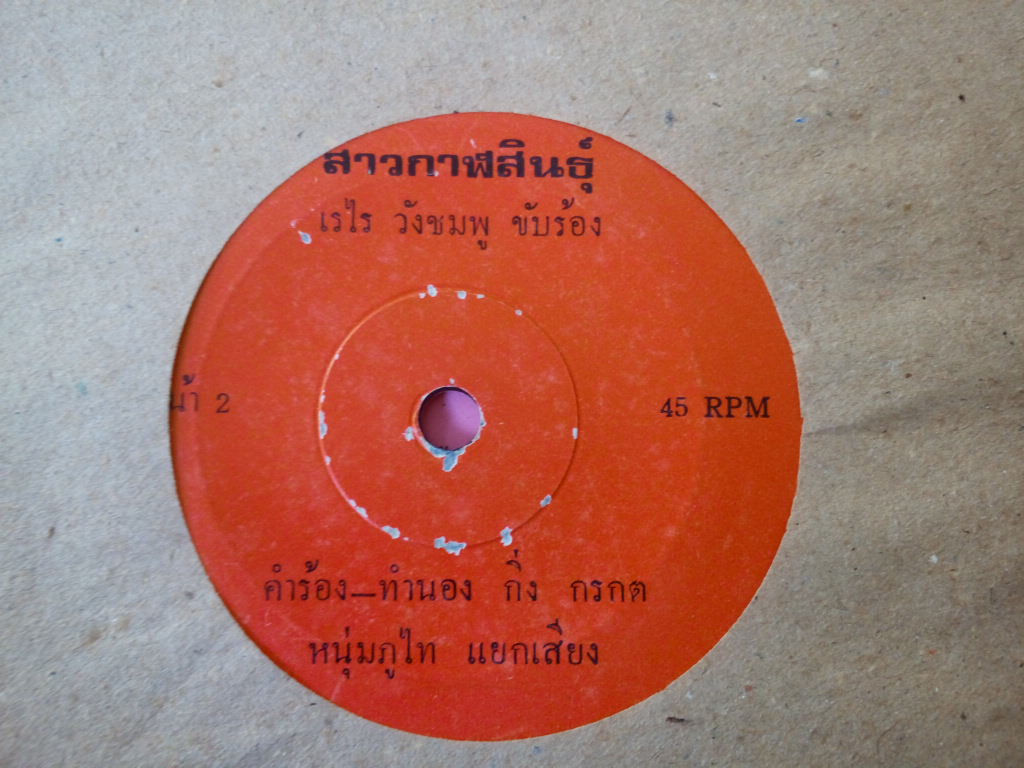 สาวกาฬสินธุ์
เรไร วังชมพู ขับร้อง
น้า 2
45 RPM
คำร้อง—ทำนอง กิ่ง กรกต
หนุ่มภูไท แยกเสียง